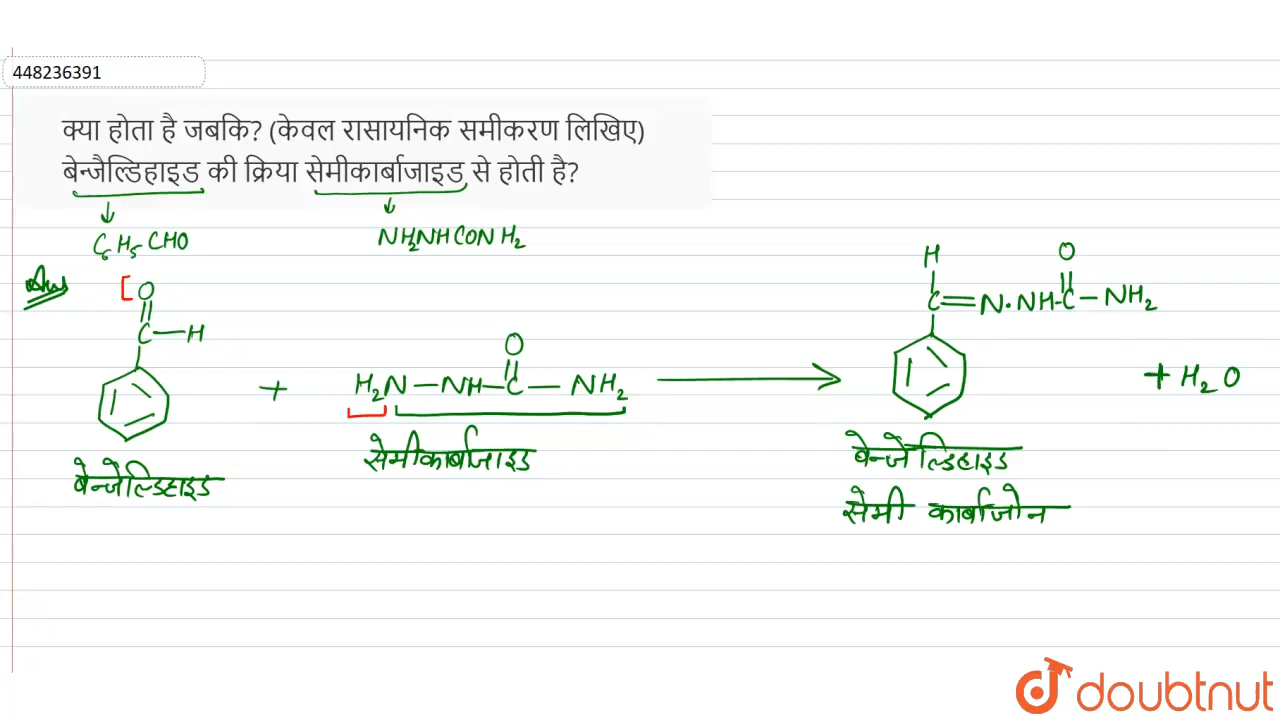 448236391
क्या होता है जबकि? (केवल रासायनिक समीकरण लिखिए)
बेन्जैल्डिहाइड की क्रिया सेमीकार्बाजाइड से होती है?
C6H5CHO NH2NHCONH2
Ans
O
C—H
+ H2N—NH—C—NH2
O
सेमीकार्बाजाइड
बेन्जैल्डिहाइड
H O
C=N·NH-C-NH2
+ H2O
बेन्जैल्डिहाइड
सेमी कार्बाजोन
doubtnut